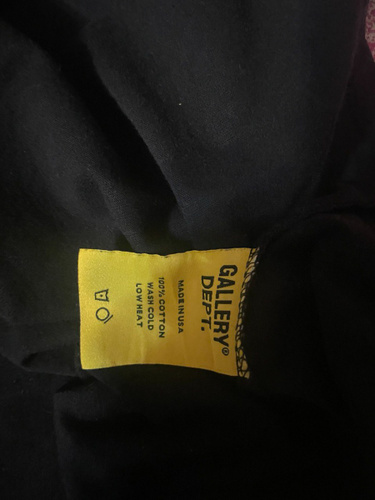 GALLERY®
DEPT.
MADE IN USA
100% COTTON
WASH COLD
LOW HEAT